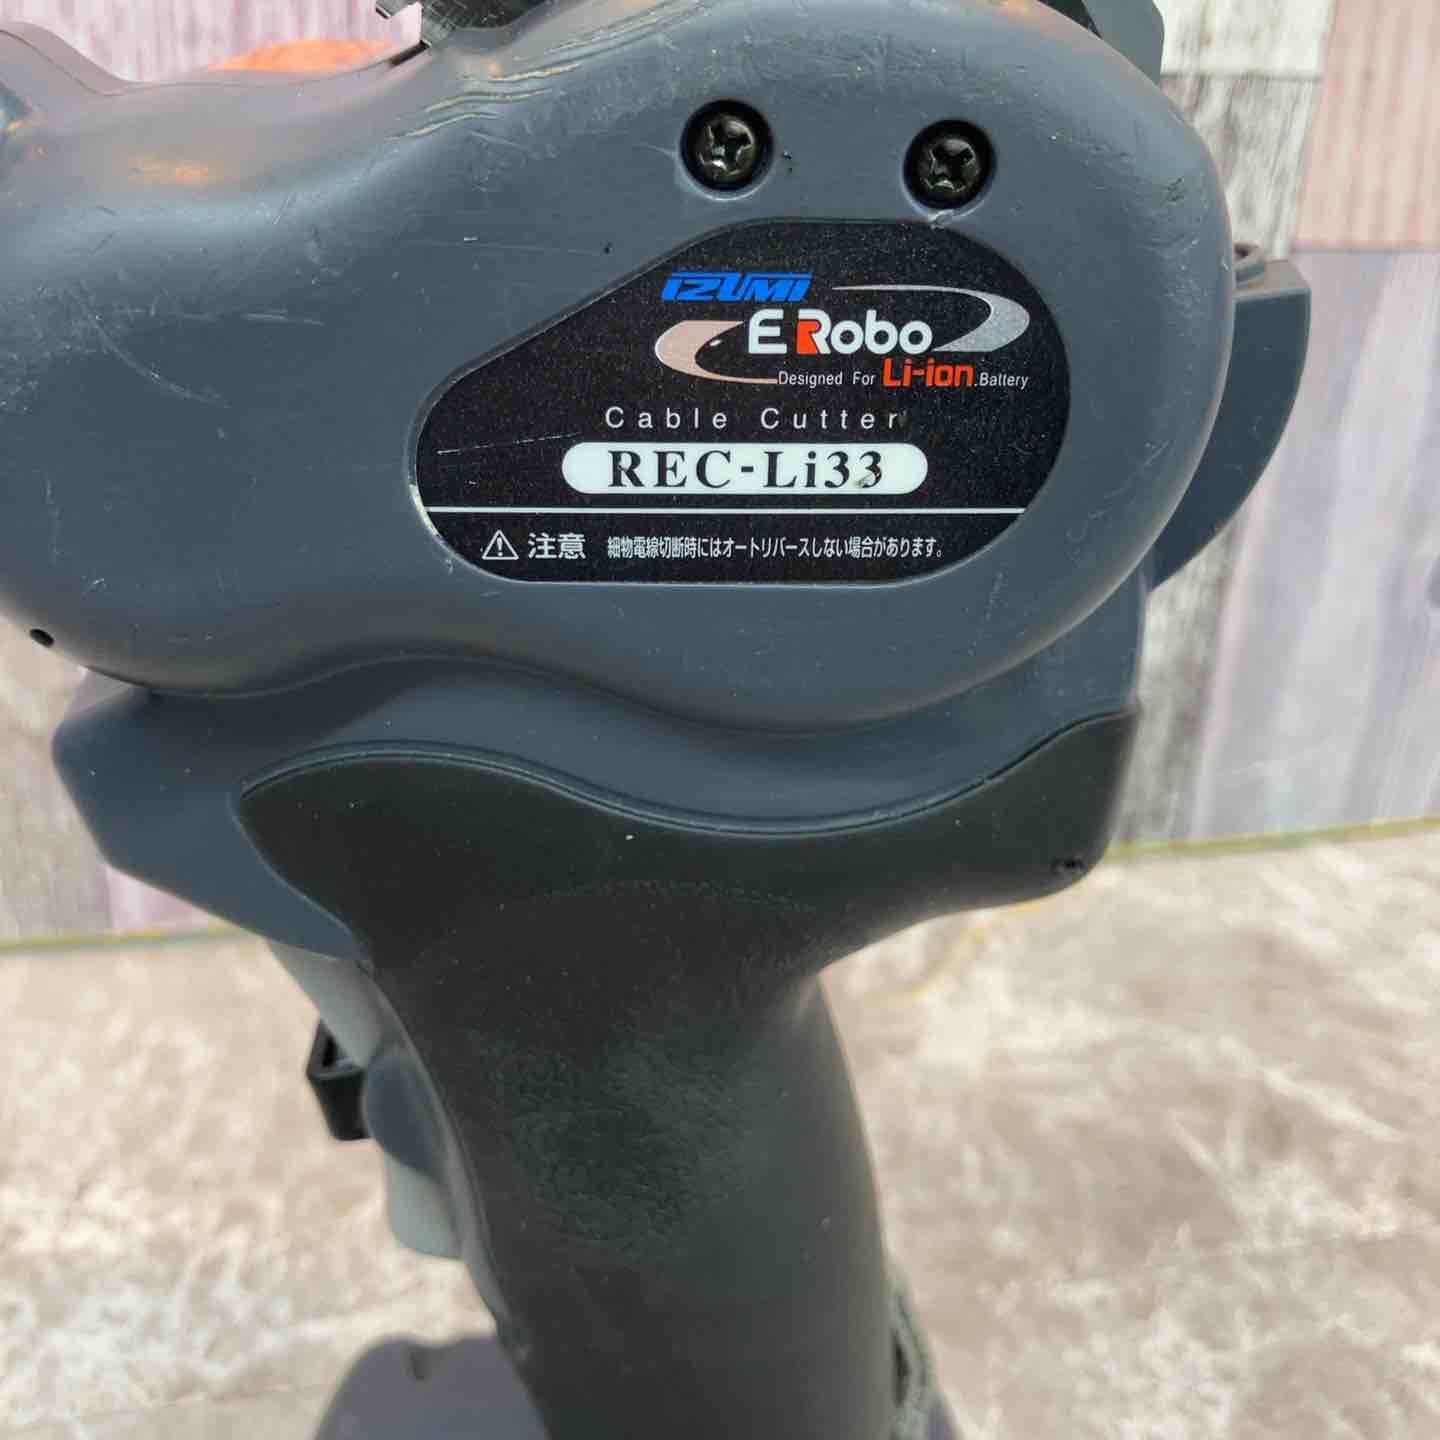 IZUMI
E Robo
Designed For Li-ion.Battery
Cable Cutter
REC-Li33
⚠ 注意 細物電線切断時にはオートリバースしない場合があります。